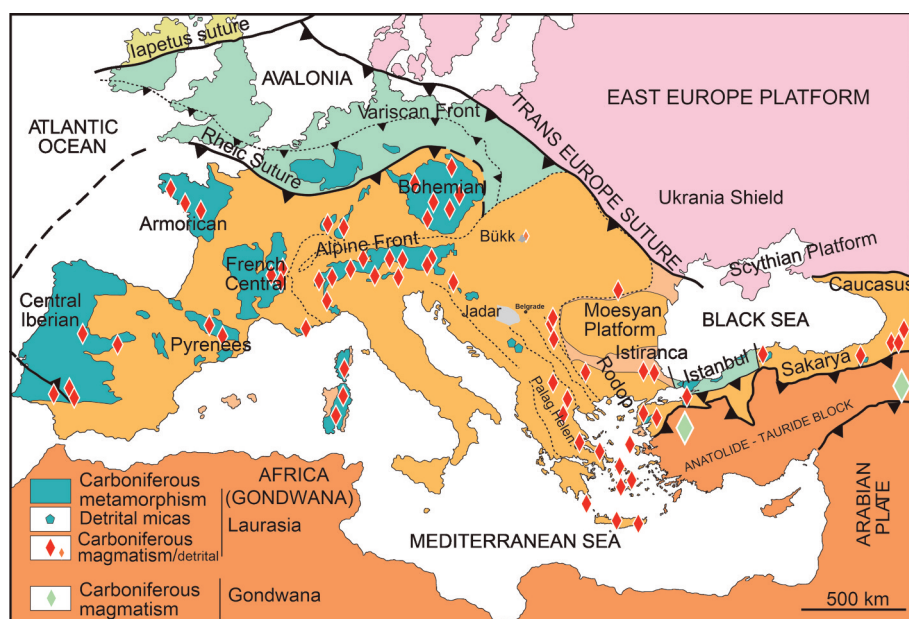 Iapetus suture
AVALONIA
EAST EUROPE PLATFORM
ATLANTIC
OCEAN
Variscan Front
TRANS EUROPE SUTURE
Rheic Suture
Ukrania Shield
Bohemian
Armorican
Bükk
Alpine Front
Scythian Platform
French
Central
Caucasus
Central
Iberian
Jadar
Belgrade
Moesyan
Platform
BLACK SEA
Pyrenees
Istiranca
Istanbul
Sakarya
Rodop
Palag.
Helen.
ANATOLIDE - TAURIDE BLOCK
ARABIAN
PLATE
MEDITERRANEAN SEA
AFRICA
(GONDWANA)
Carboniferous
metamorphism
Detrital micas
Laurasia
Carboniferous
magmatism/detrital
Carboniferous
magmatism
Gondwana
500 km